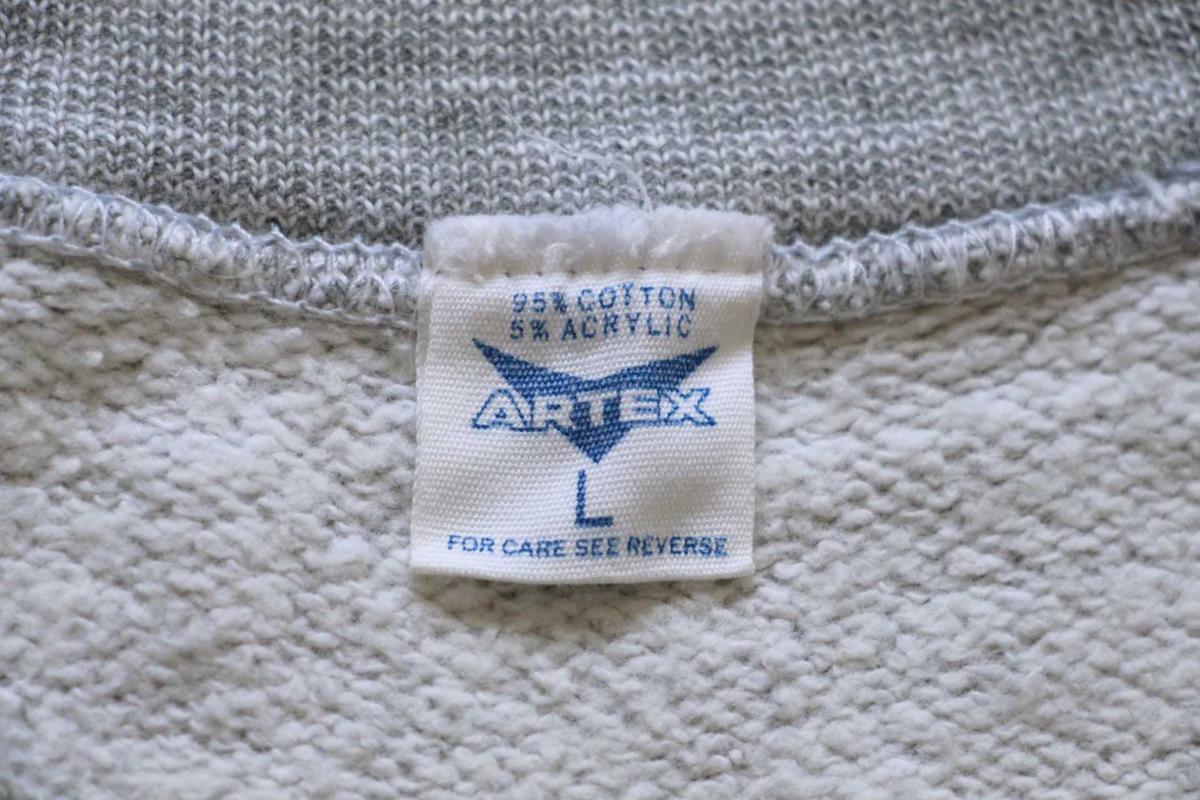 95% COTTON
5% ACRYLIC
ARTEX
L
FOR CARE SEE REVERSE